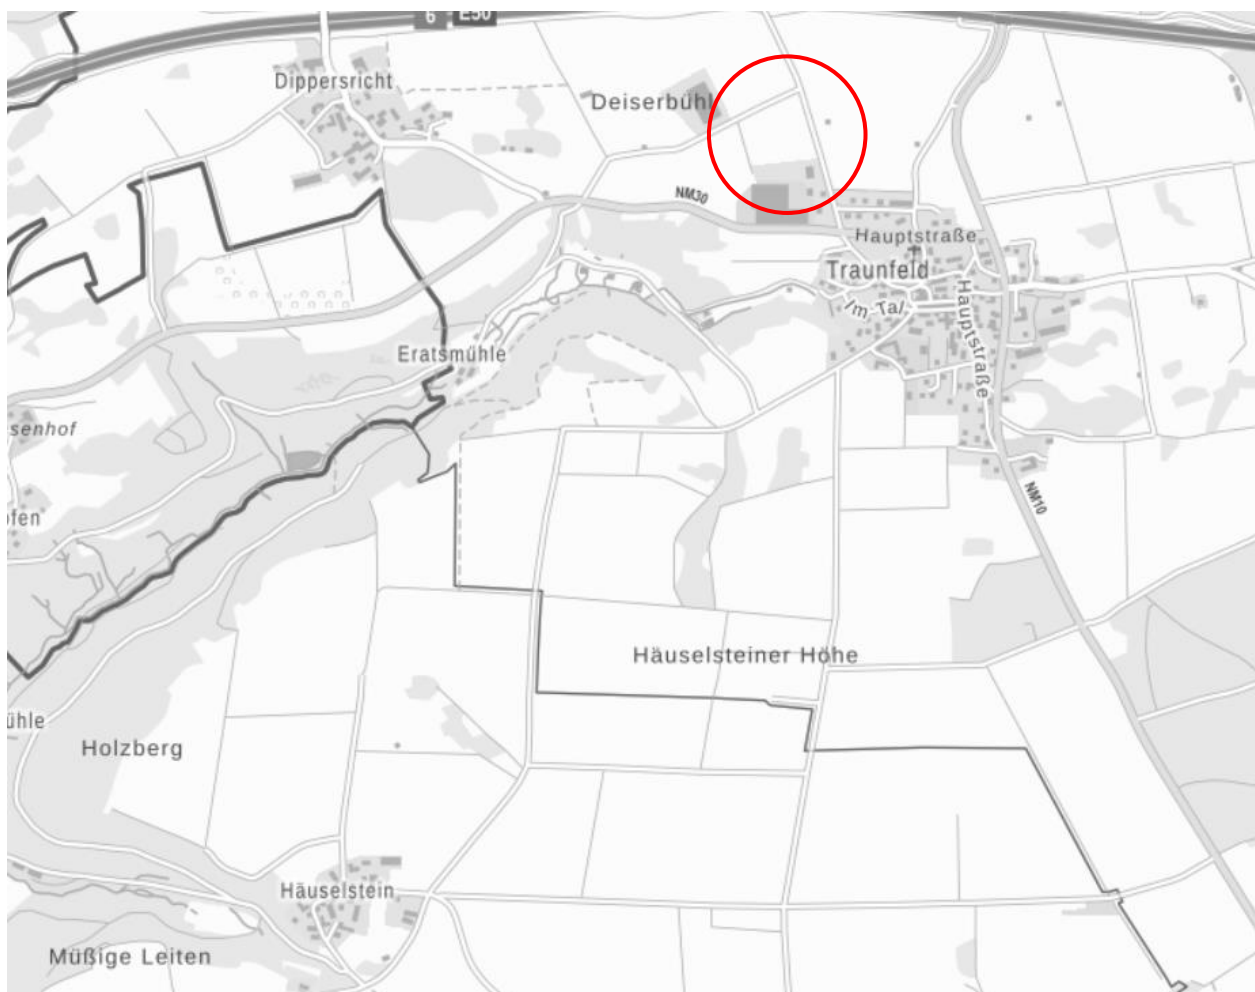 6 E50
Dippersricht
Deiserbühl
NM30
Hauptstraße
Traunfeld
Im Tal
Hauptstraße
Eratsmühle
senhof
NM10
ofen
Häuselsteiner Höhe
ühle
Holzberg
Häuselstein
Müßige Leiten